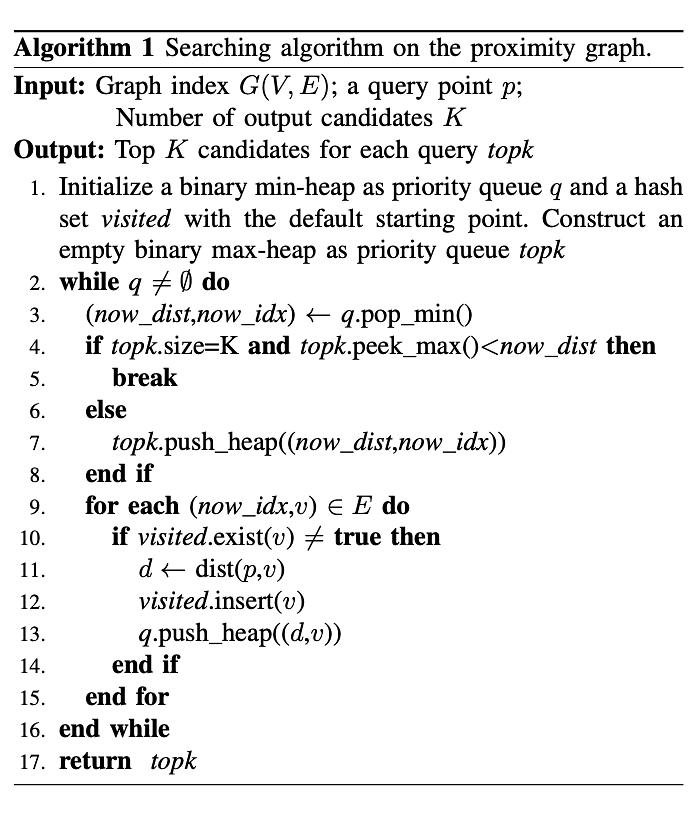 Algorithm 1 Searching algorithm on the proximity graph.
Input: Graph index G(V, E); a query point p;
Number of output candidates K
Output: Top K candidates for each query topk
1. Initialize a binary min-heap as priority queue q and a hash
set visited with the default starting point. Construct an
empty binary max-heap as priority queue topk
2. while q ≠ ∅ do
3. (now_dist,now_idx) ← q.pop_min()
4. if topk.size=K and topk.peek_max()<now_dist then
5. break
6. else
7. topk.push_heap((now_dist,now_idx))
8. end if
9. for each (now_idx,v) ∈ E do
10. if visited.exist(v) ≠ true then
11. d ← dist(p,v)
12. visited.insert(v)
13. q.push_heap((d,v))
14. end if
15. end for
16. end while
17. return topk